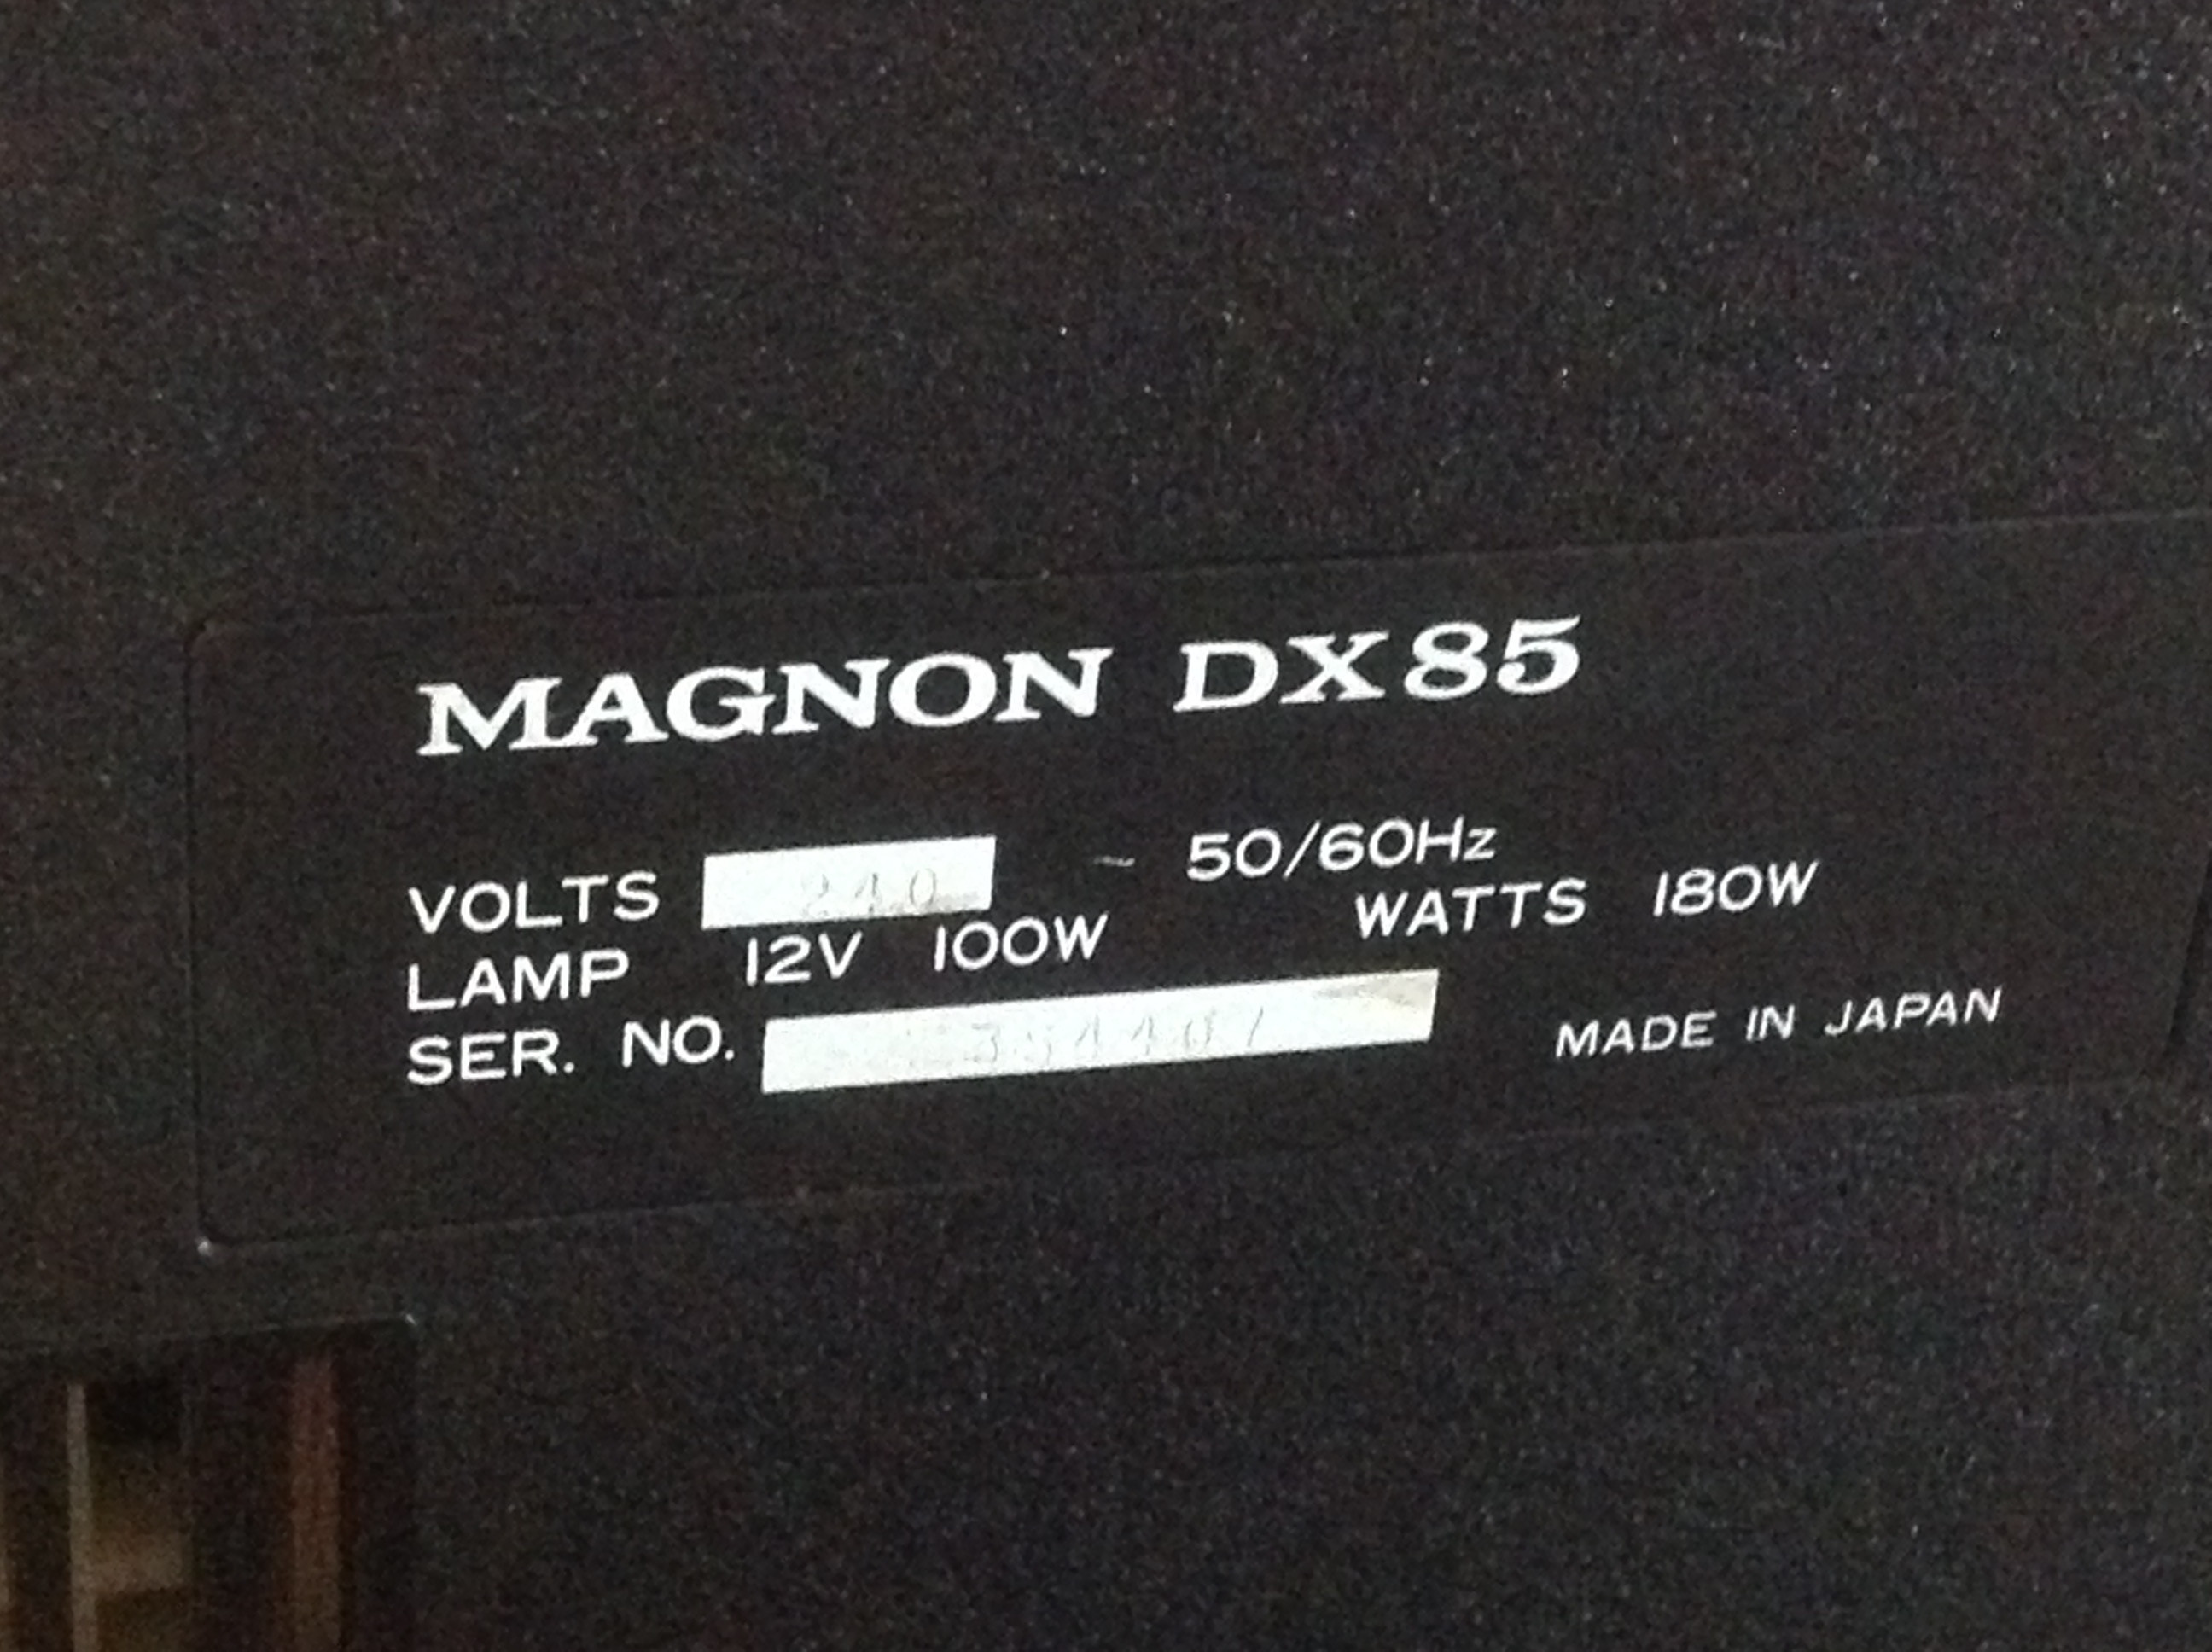 MAGNON DX85
VOLTS 240 ~ 50/60Hz
LAMP 12V 100W WATTS 180W
SER. NO.
MADE IN JAPAN